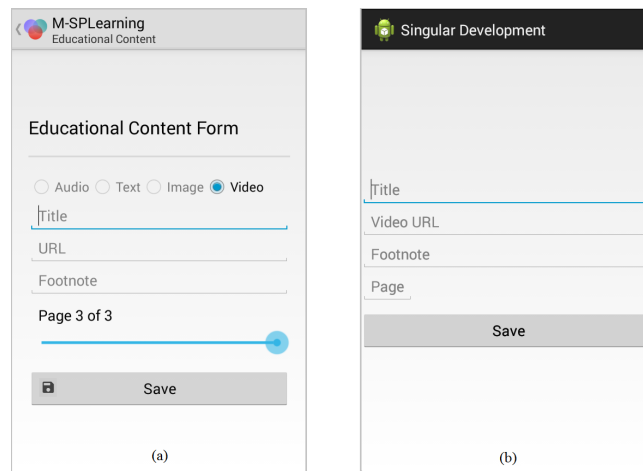 M-SPLearning
Educational Content
Educational Content Form
Audio Text Image Video
Title
URL
Footnote
Page 3 of 3
Save
(a)
Singular Development
Title
Video URL
Footnote
Page
Save
(b)